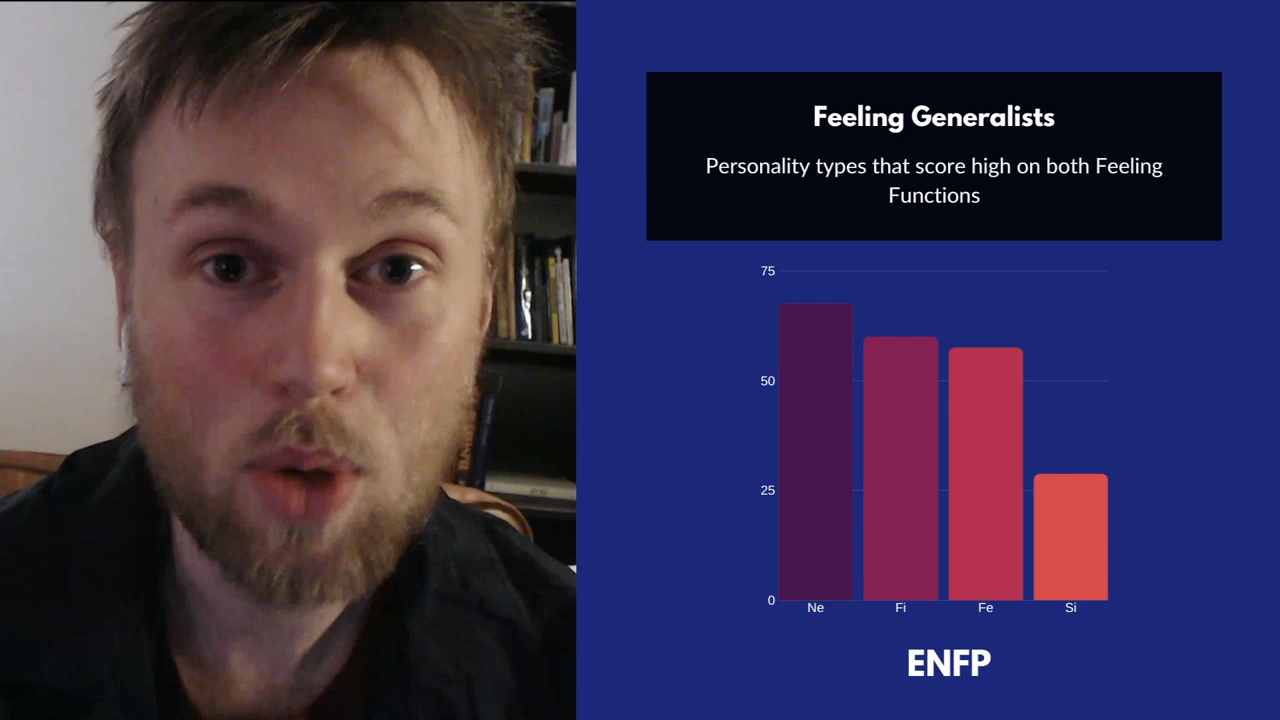 Feeling Generalists
Personality types that score high on both Feeling
Functions
75
50
25
0
Ne Fi Fe Si
ENFP